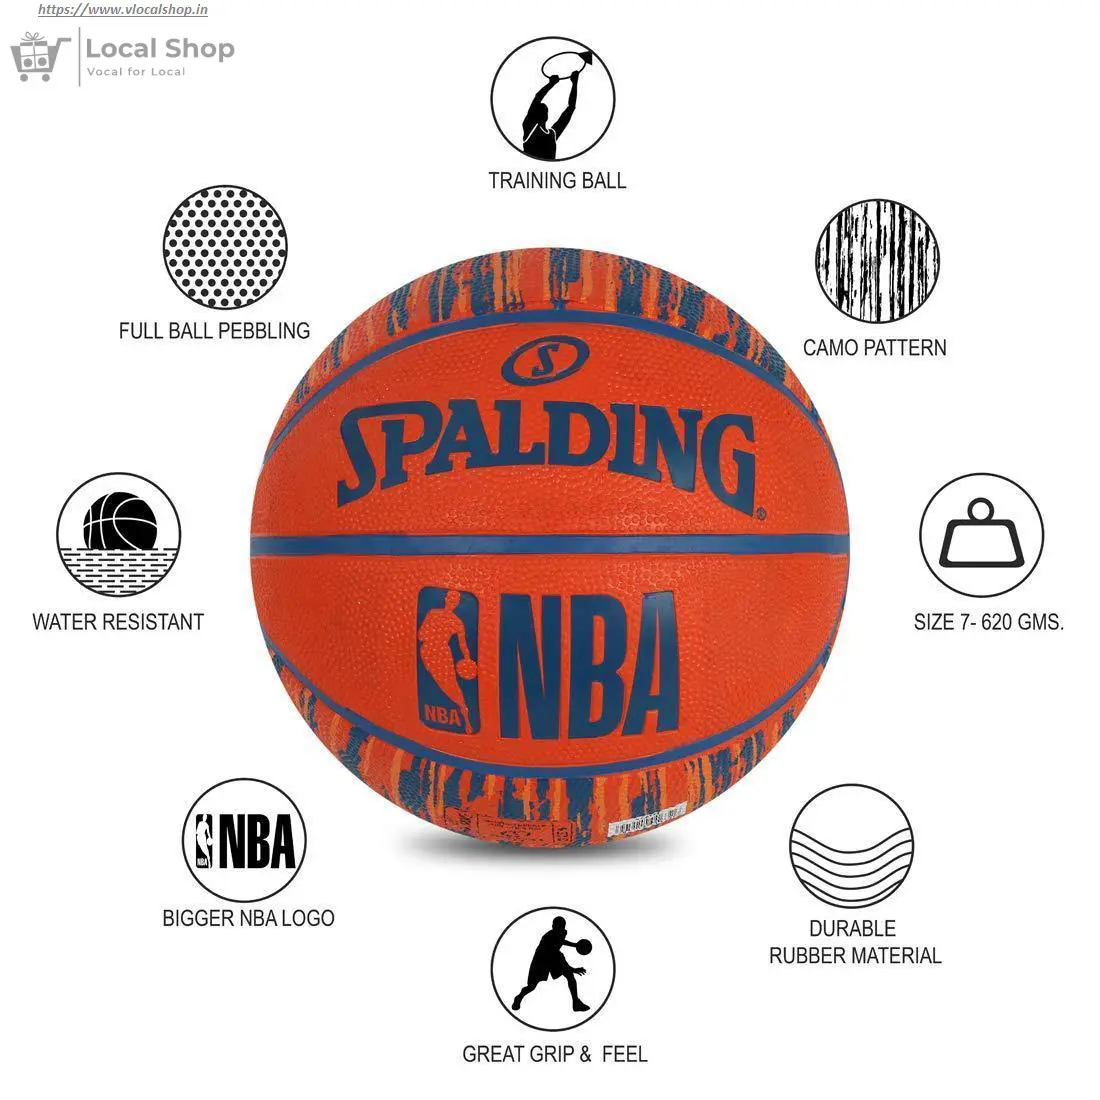 https://www.vlocalshop.in
Local Shop
Vocal for Local
TRAINING BALL
FULL BALL PEBBLING
CAMO PATTERN
S
SPALDING®
WATER RESISTANT
SIZE 7- 620 GMS.
NBA
NBA
NBA
NBA
BIGGER NBA LOGO
DURABLE
RUBBER MATERIAL
GREAT GRIP & FEEL